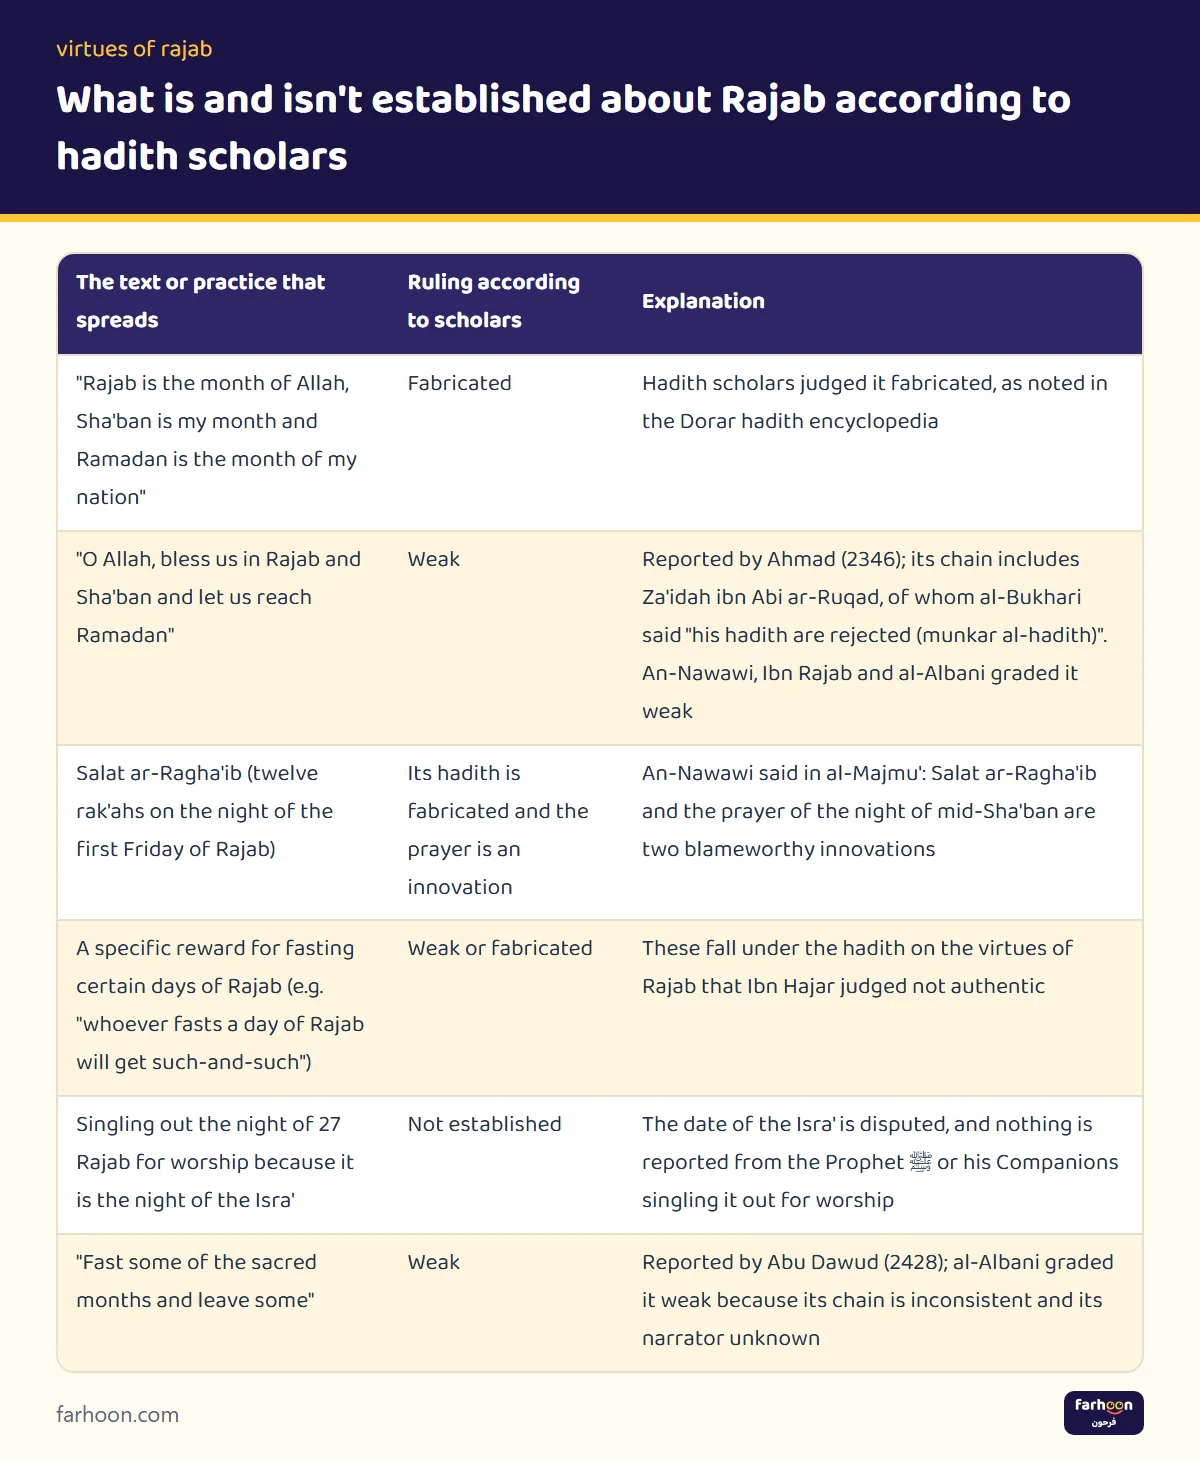 virtues of rajab
What is and isn't established about Rajab according to
hadith scholars
The text or practice that
spreads
Ruling according
to scholars
Explanation
"Rajab is the month of Allah,
Sha'ban is my month and
Ramadan is the month of my
nation"
Fabricated
Hadith scholars judged it fabricated, as noted in
the Dorar hadith encyclopedia
"O Allah, bless us in Rajab and
Sha'ban and let us reach
Ramadan"
Weak
Reported by Ahmad (2346); its chain includes
Za'idah ibn Abi ar-Ruqad, of whom al-Bukhari
said "his hadith are rejected (munkar al-hadith)".
An-Nawawi, Ibn Rajab and al-Albani graded it
weak
Salat ar-Ragha'ib (twelve
rak'ahs on the night of the
first Friday of Rajab)
Its hadith is
fabricated and the
prayer is an
innovation
An-Nawawi said in al-Majmu': Salat ar-Ragha'ib
and the prayer of the night of mid-Sha'ban are
two blameworthy innovations
A specific reward for fasting
certain days of Rajab (e.g.
"whoever fasts a day of Rajab
will get such-and-such")
Weak or fabricated
These fall under the hadith on the virtues of
Rajab that Ibn Hajar judged not authentic
Singling out the night of 27
Rajab for worship because it
is the night of the Isra'
Not established
The date of the Isra' is disputed, and nothing is
reported from the Prophet ﷺ or his Companions
singling it out for worship
"Fast some of the sacred
months and leave some"
Weak
Reported by Abu Dawud (2428); al-Albani graded
it weak because its chain is inconsistent and its
narrator unknown
farhoon.com
farhoon
فرحون